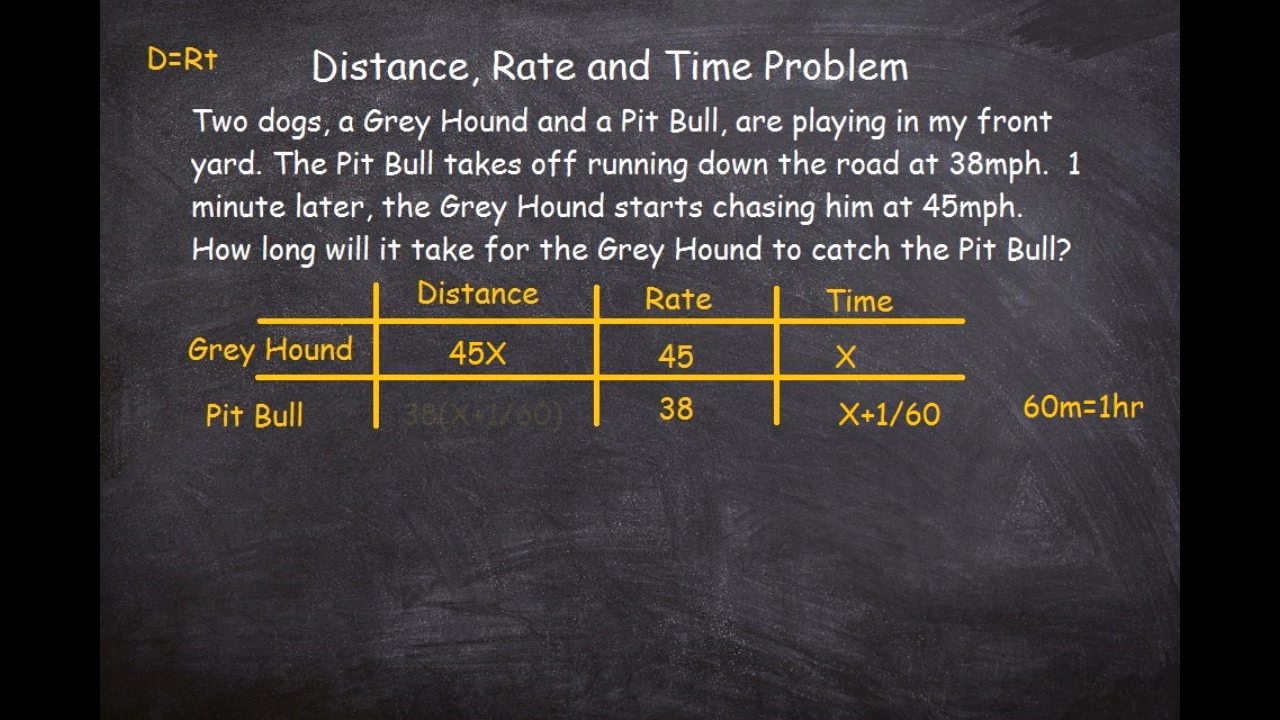 D=Rt
Distance, Rate and Time Problem
Two dogs, a Grey Hound and a Pit Bull, are playing in my front
yard. The Pit Bull takes off running down the road at 38mph. 1
minute later, the Grey Hound starts chasing him at 45mph.
How long will it take for the Grey Hound to catch the Pit Bull?
Distance Rate Time
Grey Hound 45X 45 X
Pit Bull 38(X+1/60) 38 X+1/60 60m=1hr